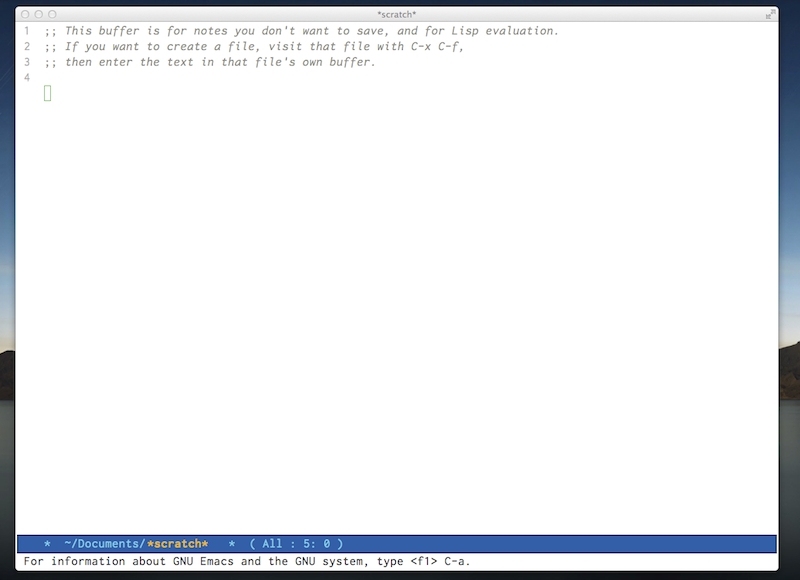 *scratch*
1 ;; This buffer is for notes you don't want to save, and for Lisp evaluation.
2 ;; If you want to create a file, visit that file with C-x C-f,
3 ;; then enter the text in that file's own buffer.
4
* ~/Documents/*scratch* * ( All : 5: 0 )
For information about GNU Emacs and the GNU system, type <f1> C-a.